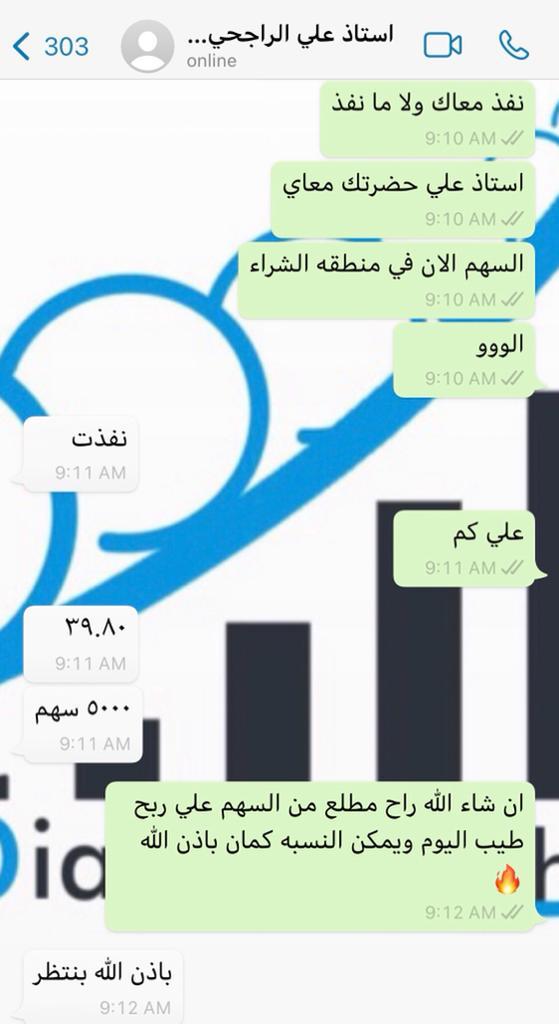 303
استاذ علي الراجحي...
online
نفذ معاك ولا ما نفذ
9:10 AM
استاذ علي حضرتك معاي
9:10 AM
السهم الان في منطقه الشراء
9:10 AM
الووو
9:10 AM
نفذت
9:11 AM
علي كم
9:11 AM
٣٩.٨٠
9:11 AM
٥٠٠٠ سهم
9:11 AM
ان شاء الله راح مطلع من السهم علي ربح
طيب اليوم ويمكن النسبه كمان باذن الله
🔥
9:12 AM
باذن الله بنتظر
9:12 AM